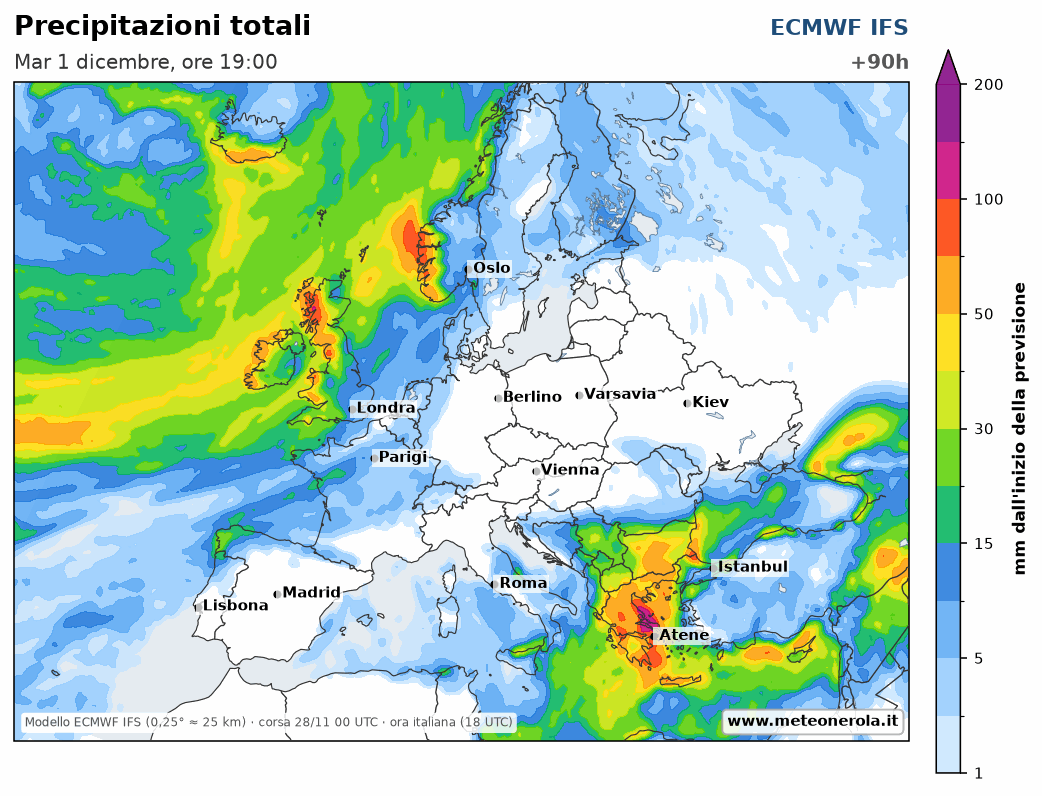 Precipitazioni totali
ECMWF IFS
Mar 1 dicembre, ore 19:00
+90h
200
100
50
30
15
5
1
mm dall'inizio della previsione
Oslo
Berlino
Varsavia
Kiev
Londra
Parigi
Vienna
Istanbul
Roma
Madrid
Lisbona
Atene
Modello ECMWF IFS (0,25° ≈ 25 km) · corsa 28/11 00 UTC · ora italiana (18 UTC)
www.meteonerola.it